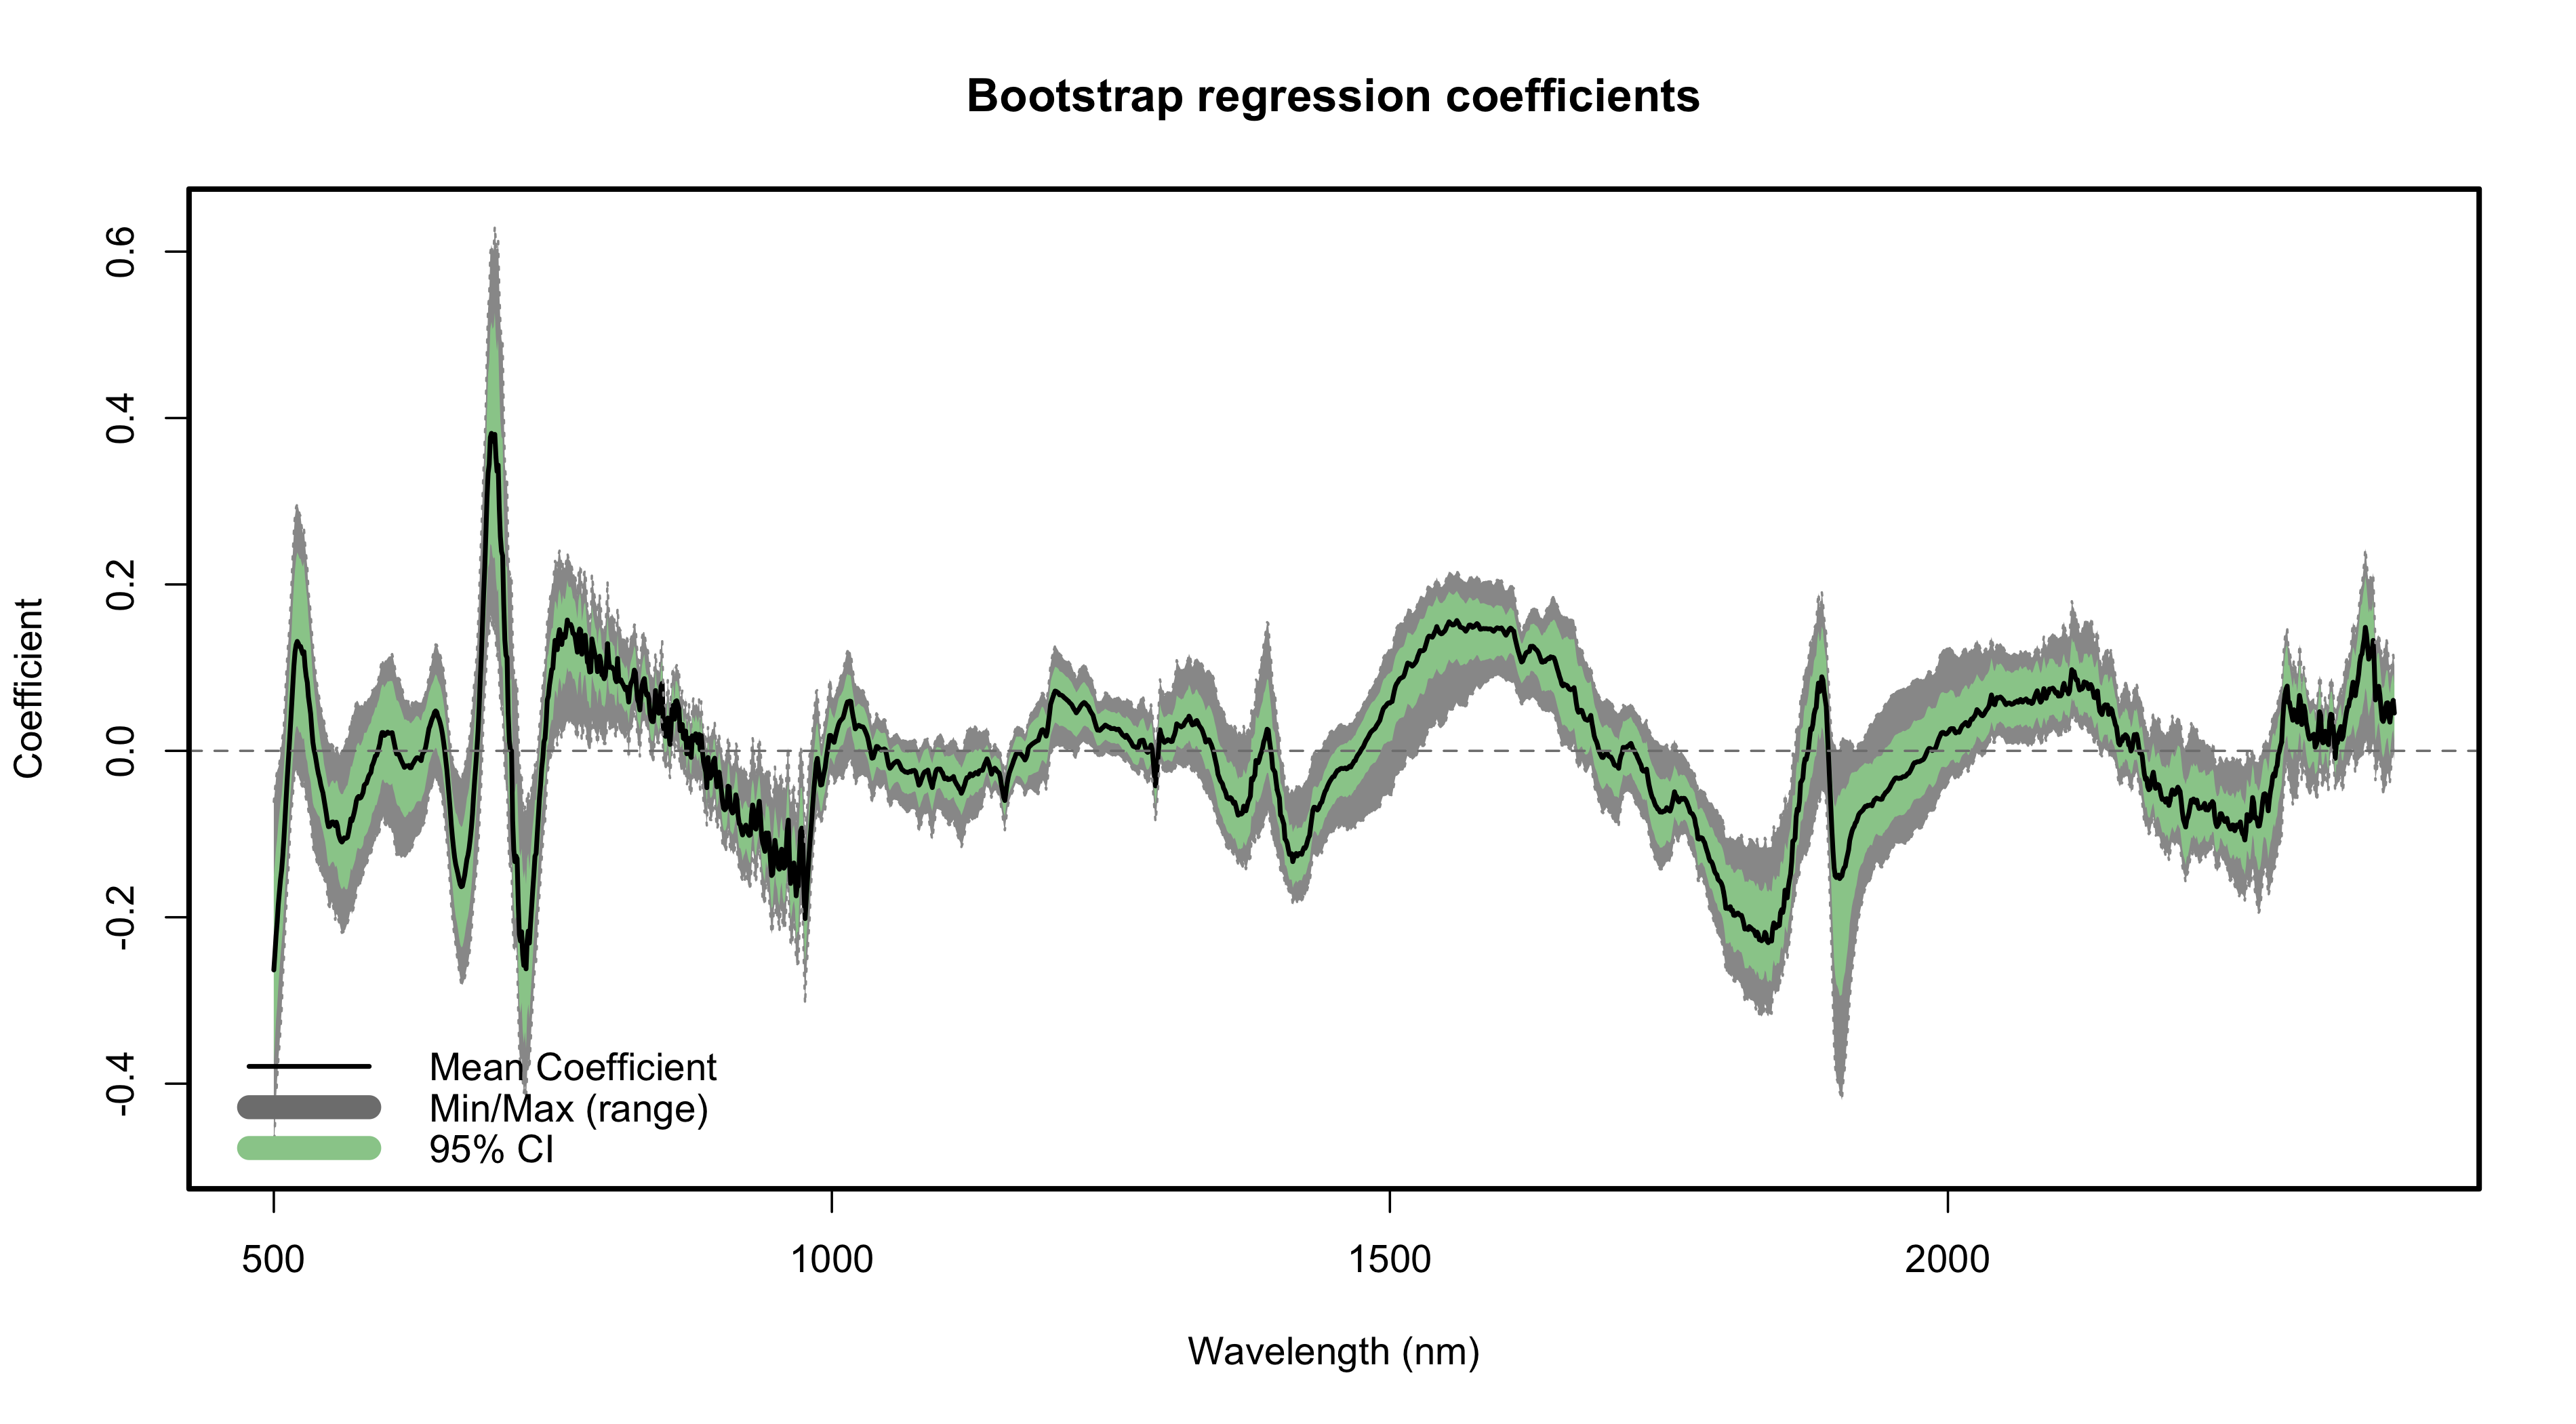 Bootstrap regression coefficients
Coefficient
0.6
0.4
0.2
0.0
-0.2
-0.4
Mean Coefficient
Min/Max (range)
95% CI
500 1000 1500 2000
Wavelength (nm)